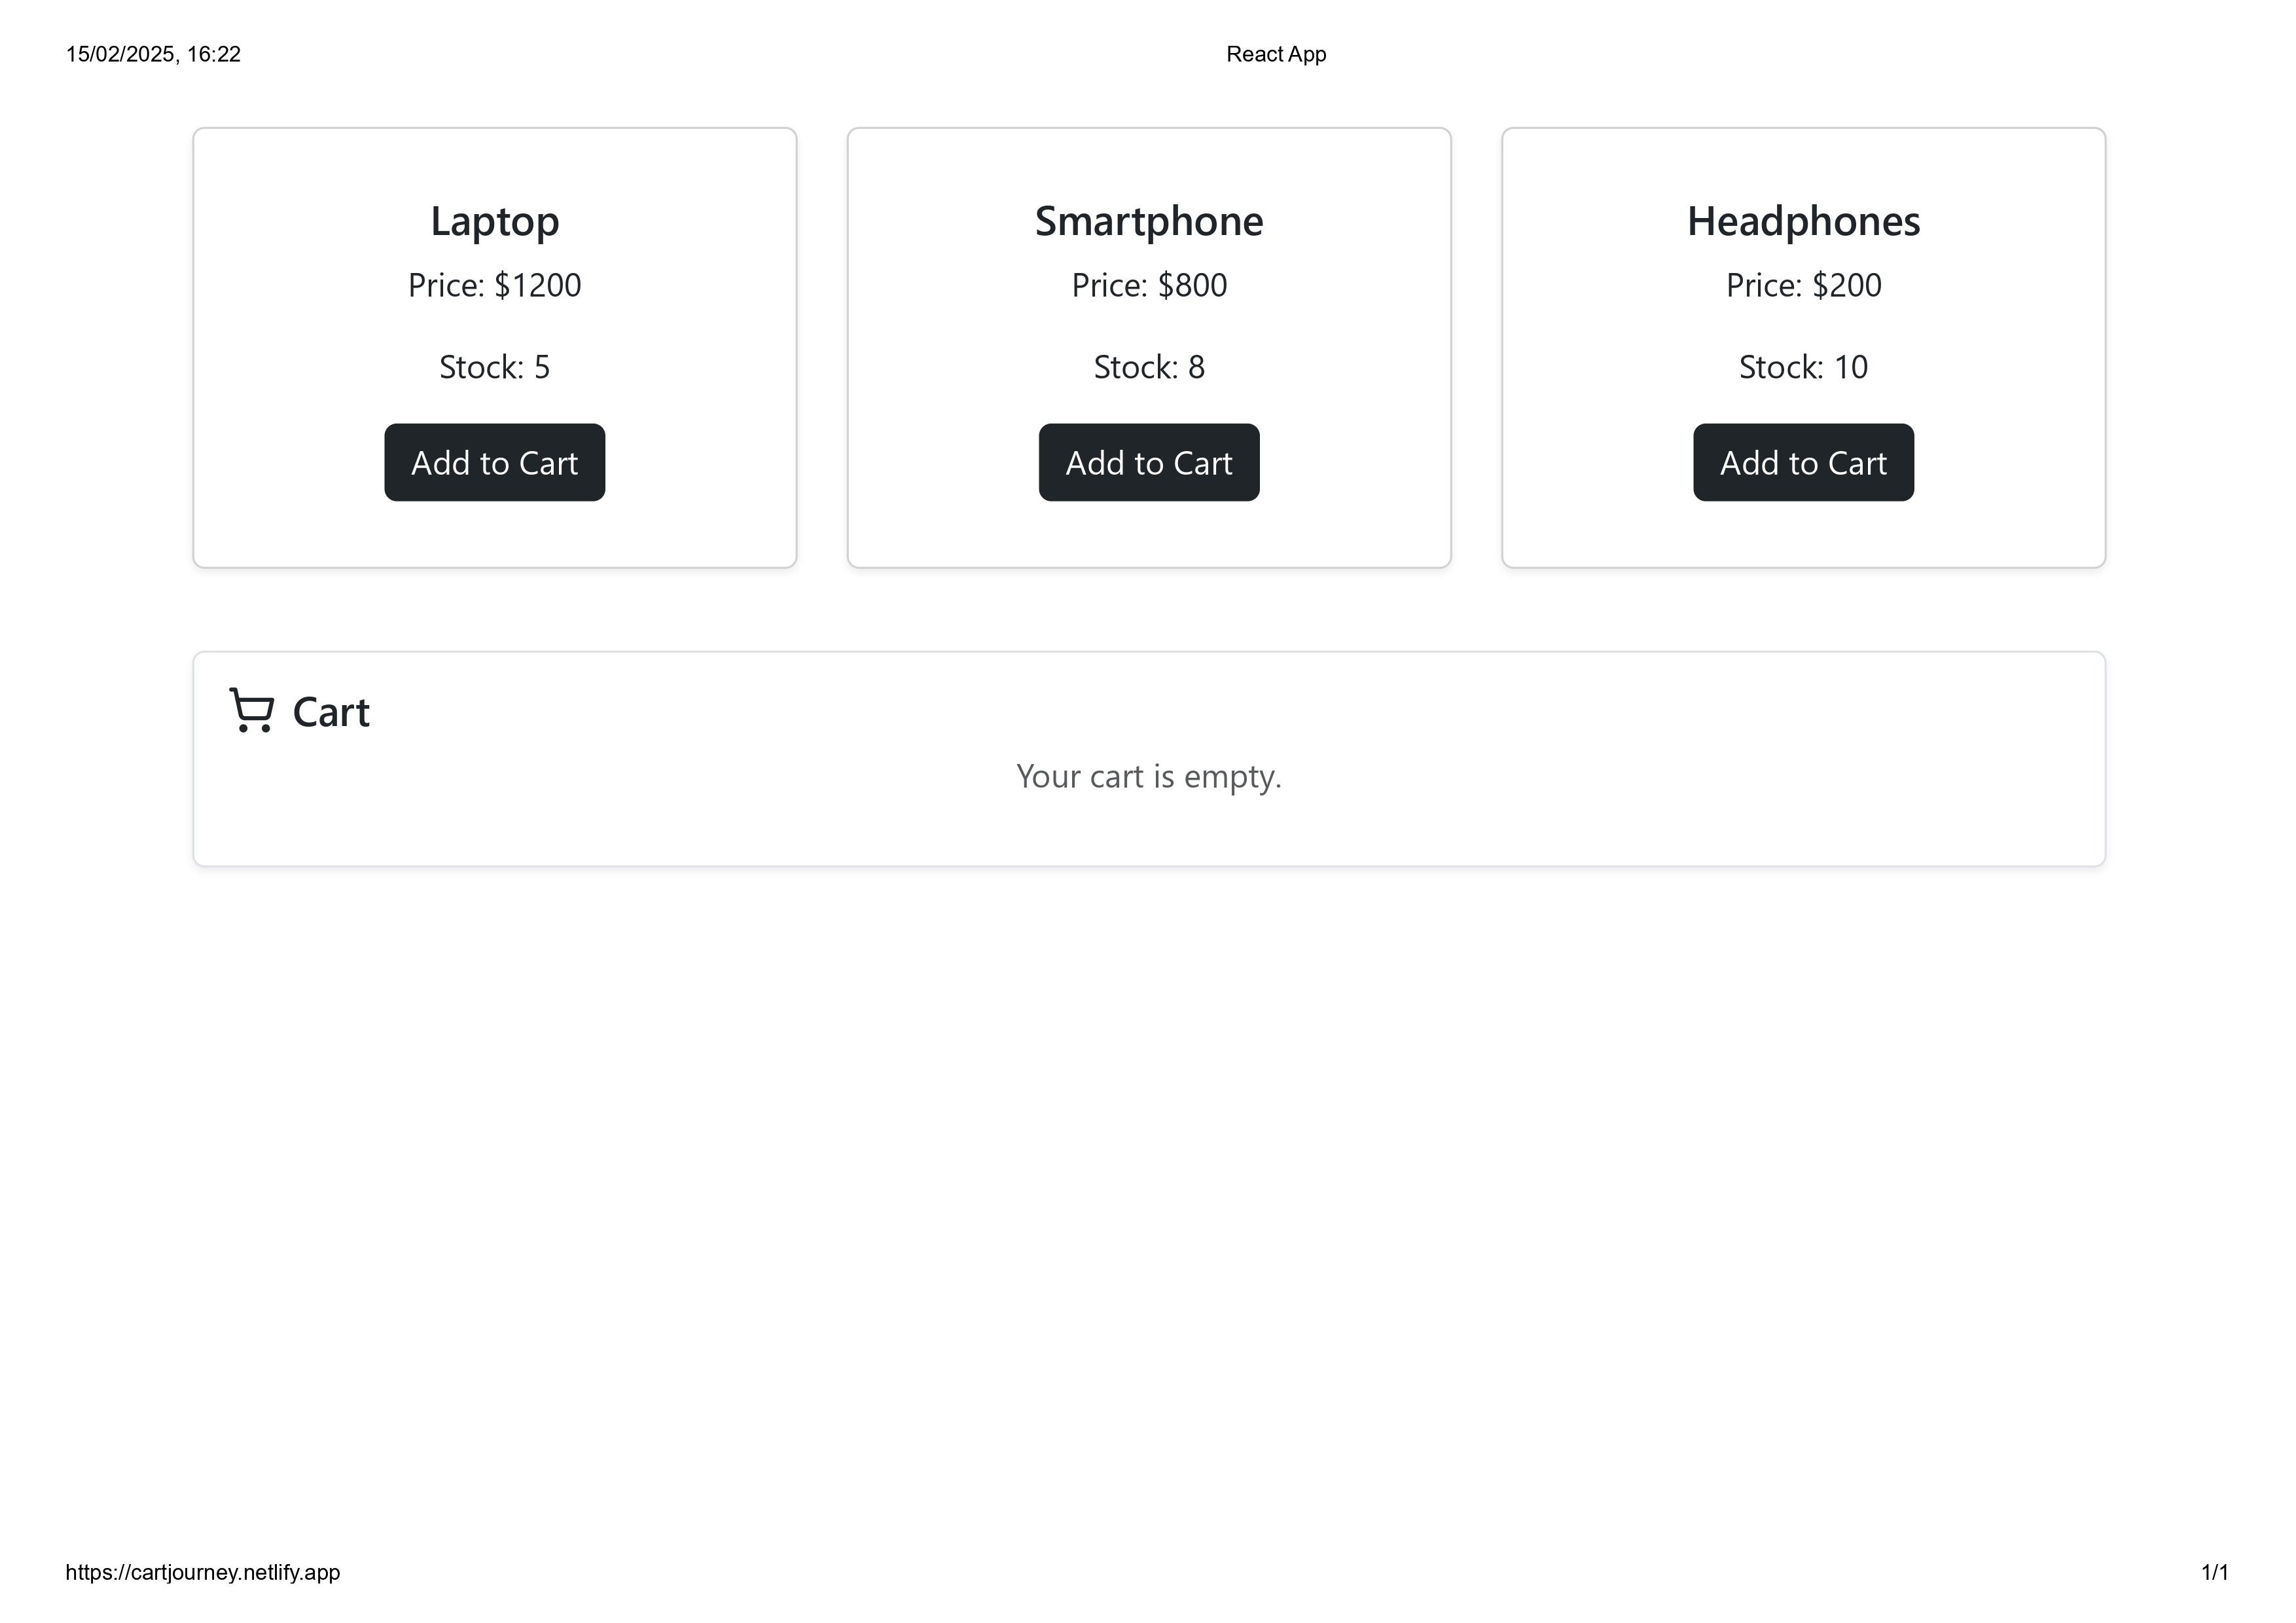 15/02/2025, 16:22
React App
Laptop
Price: $1200
Stock: 5
Add to Cart
Smartphone
Price: $800
Stock: 8
Add to Cart
Headphones
Price: $200
Stock: 10
Add to Cart
Cart
Your cart is empty.
https://cartjourney.netlify.app
1/1